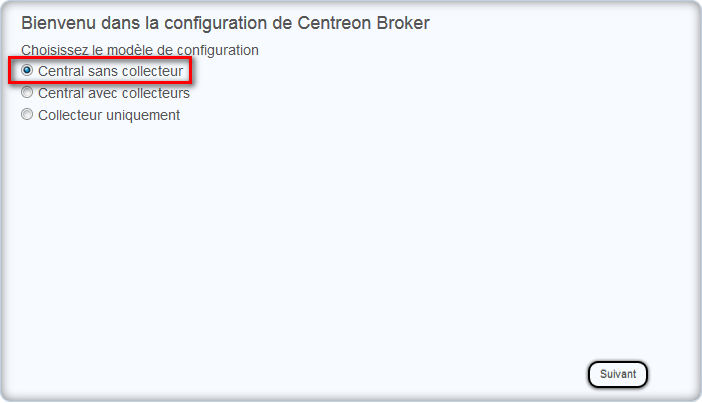 Bienvenu dans la configuration de Centreon Broker
Choisissez le modèle de configuration
Central sans collecteur
Central avec collecteurs
Collecteur uniquement
Suivant